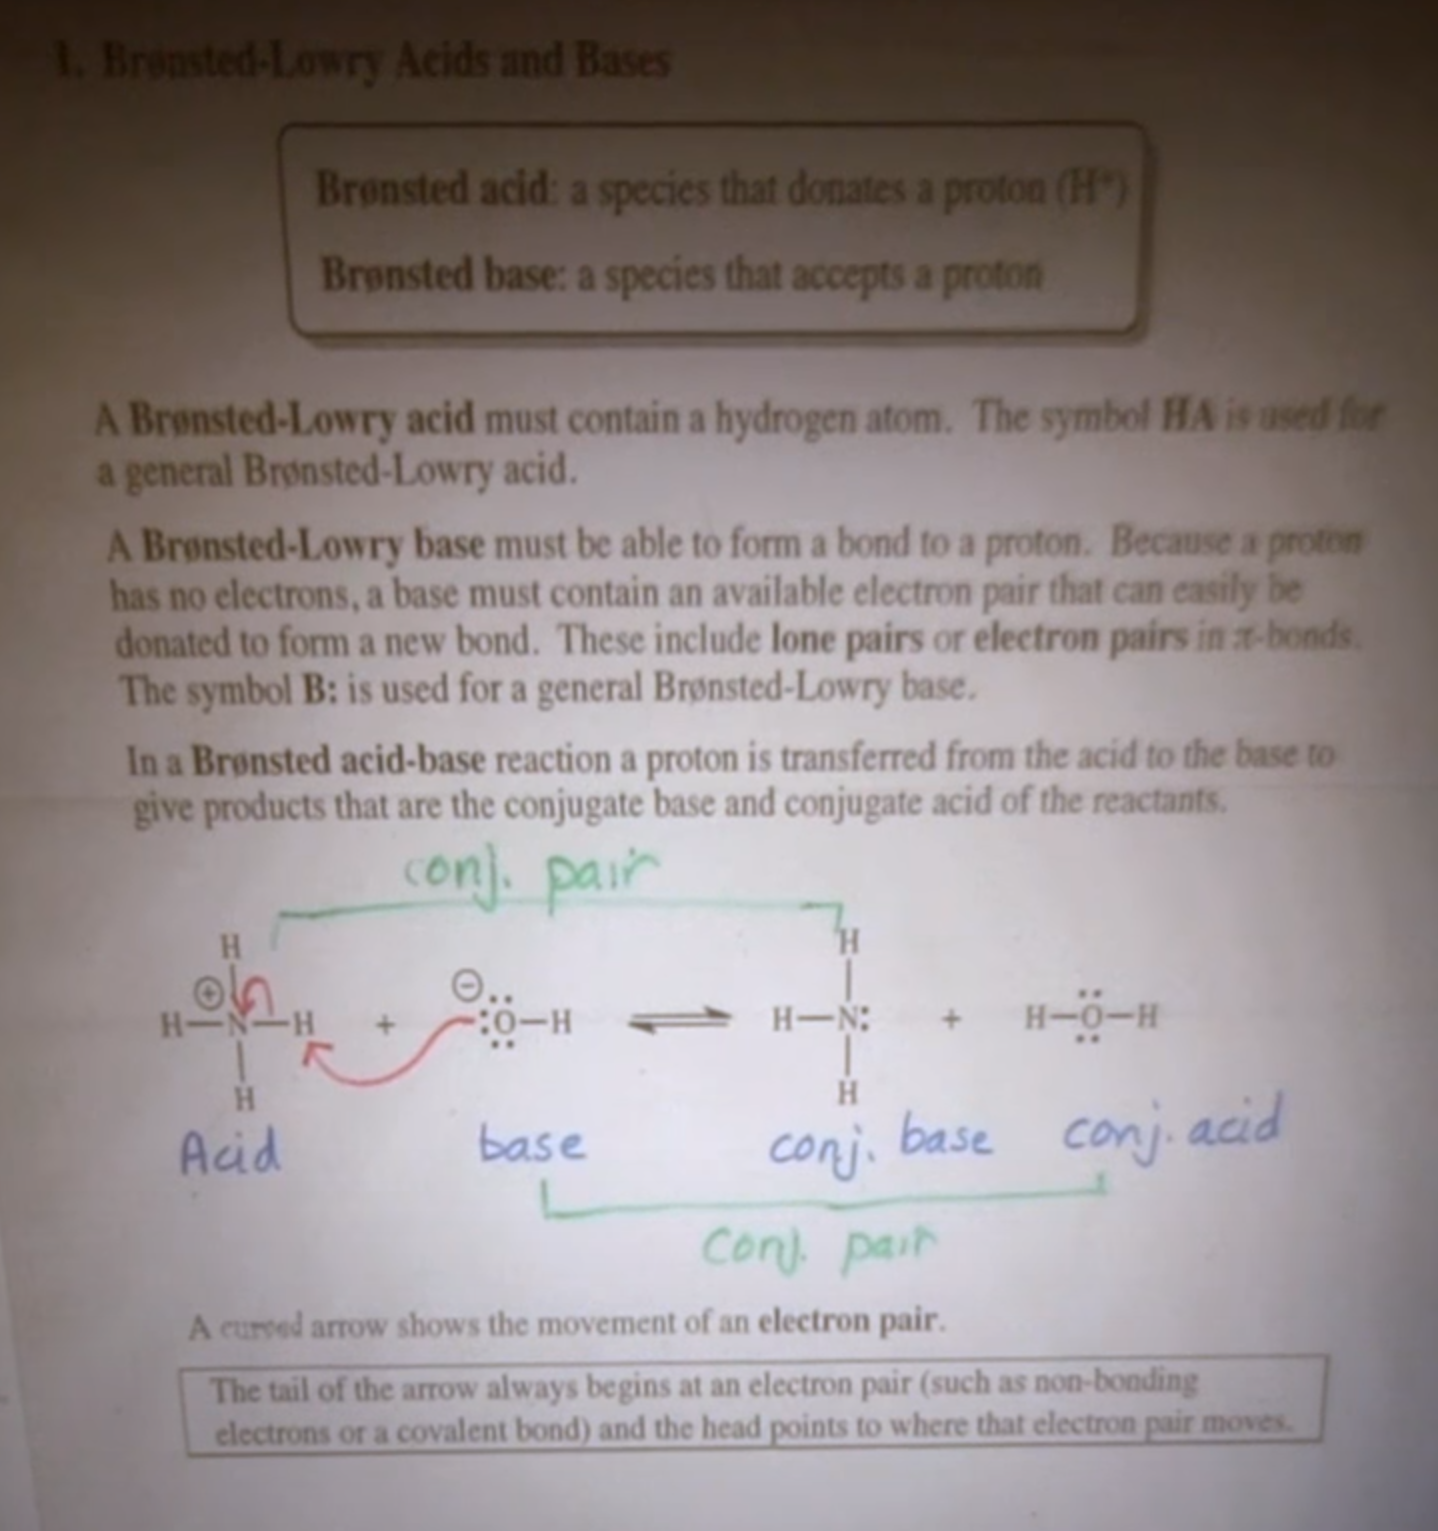 1. Brønsted-Lowry Acids and Bases
Brønsted acid: a species that donates a proton (H⁺)
Brønsted base: a species that accepts a proton
A Brønsted-Lowry acid must contain a hydrogen atom. The symbol HA is used for
a general Brønsted-Lowry acid.
A Brønsted-Lowry base must be able to form a bond to a proton. Because a proton
has no electrons, a base must contain an available electron pair that can easily be
donated to form a new bond. These include lone pairs or electron pairs in π-bonds.
The symbol B: is used for a general Brønsted-Lowry base.
In a Brønsted acid-base reaction a proton is transferred from the acid to the base to
give products that are the conjugate base and conjugate acid of the reactants.
conj. pair
H H
⊕ ⊖
H—N—H + :Ö—H ⇌ H—N: + H—Ö—H
H H
Acid base conj. base conj. acid
conj. pair
A curved arrow shows the movement of an electron pair.
The tail of the arrow always begins at an electron pair (such as non-bonding
electrons or a covalent bond) and the head points to where that electron pair moves.